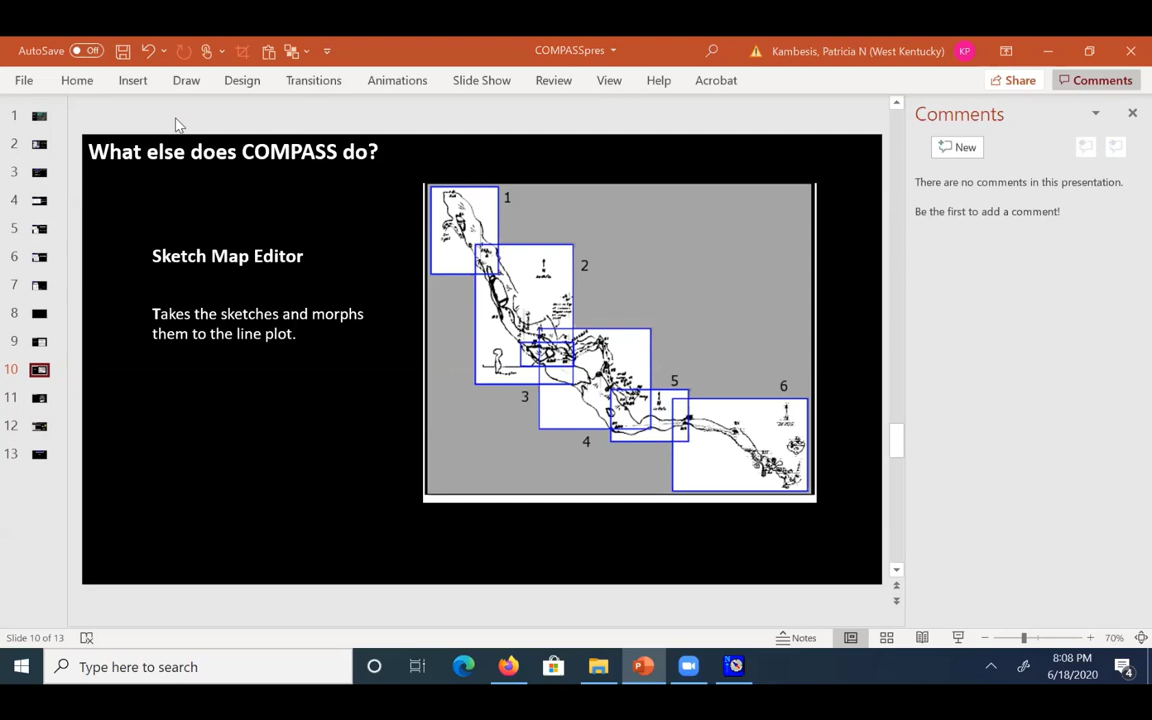 AutoSave Off
COMPASSpres
Kambesis, Patricia N (West Kentucky) KP
File Home Insert Draw Design Transitions Animations Slide Show Review View Help Acrobat Share Comments
1
2
3
4
5
6
7
8
9
10
11
12
13
What else does COMPASS do?
Sketch Map Editor
Takes the sketches and morphs
them to the line plot.
1
2
3
4
5
6
Comments
New
There are no comments in this presentation.
Be the first to add a comment!
Slide 10 of 13
Notes
70%
Type here to search
8:08 PM
6/18/2020
4